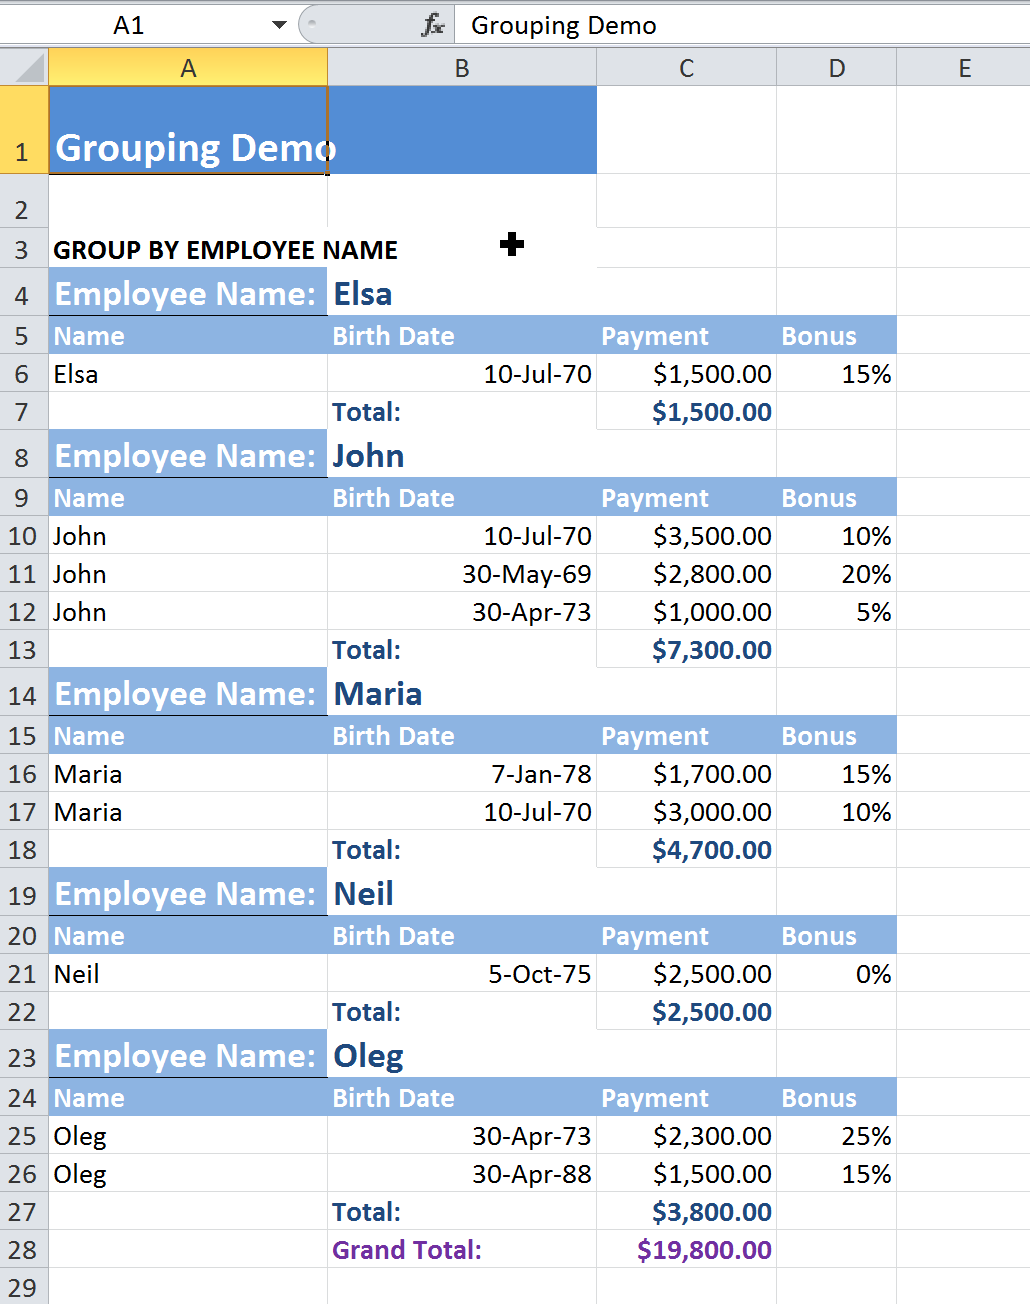 A1 fx Grouping Demo
A B C D E
1 Grouping Demo
2
3 GROUP BY EMPLOYEE NAME
4 Employee Name: Elsa
5 Name Birth Date Payment Bonus
6 Elsa 10-Jul-70 $1,500.00 15%
7 Total: $1,500.00
8 Employee Name: John
9 Name Birth Date Payment Bonus
10 John 10-Jul-70 $3,500.00 10%
11 John 30-May-69 $2,800.00 20%
12 John 30-Apr-73 $1,000.00 5%
13 Total: $7,300.00
14 Employee Name: Maria
15 Name Birth Date Payment Bonus
16 Maria 7-Jan-78 $1,700.00 15%
17 Maria 10-Jul-70 $3,000.00 10%
18 Total: $4,700.00
19 Employee Name: Neil
20 Name Birth Date Payment Bonus
21 Neil 5-Oct-75 $2,500.00 0%
22 Total: $2,500.00
23 Employee Name: Oleg
24 Name Birth Date Payment Bonus
25 Oleg 30-Apr-73 $2,300.00 25%
26 Oleg 30-Apr-88 $1,500.00 15%
27 Total: $3,800.00
28 Grand Total: $19,800.00
29